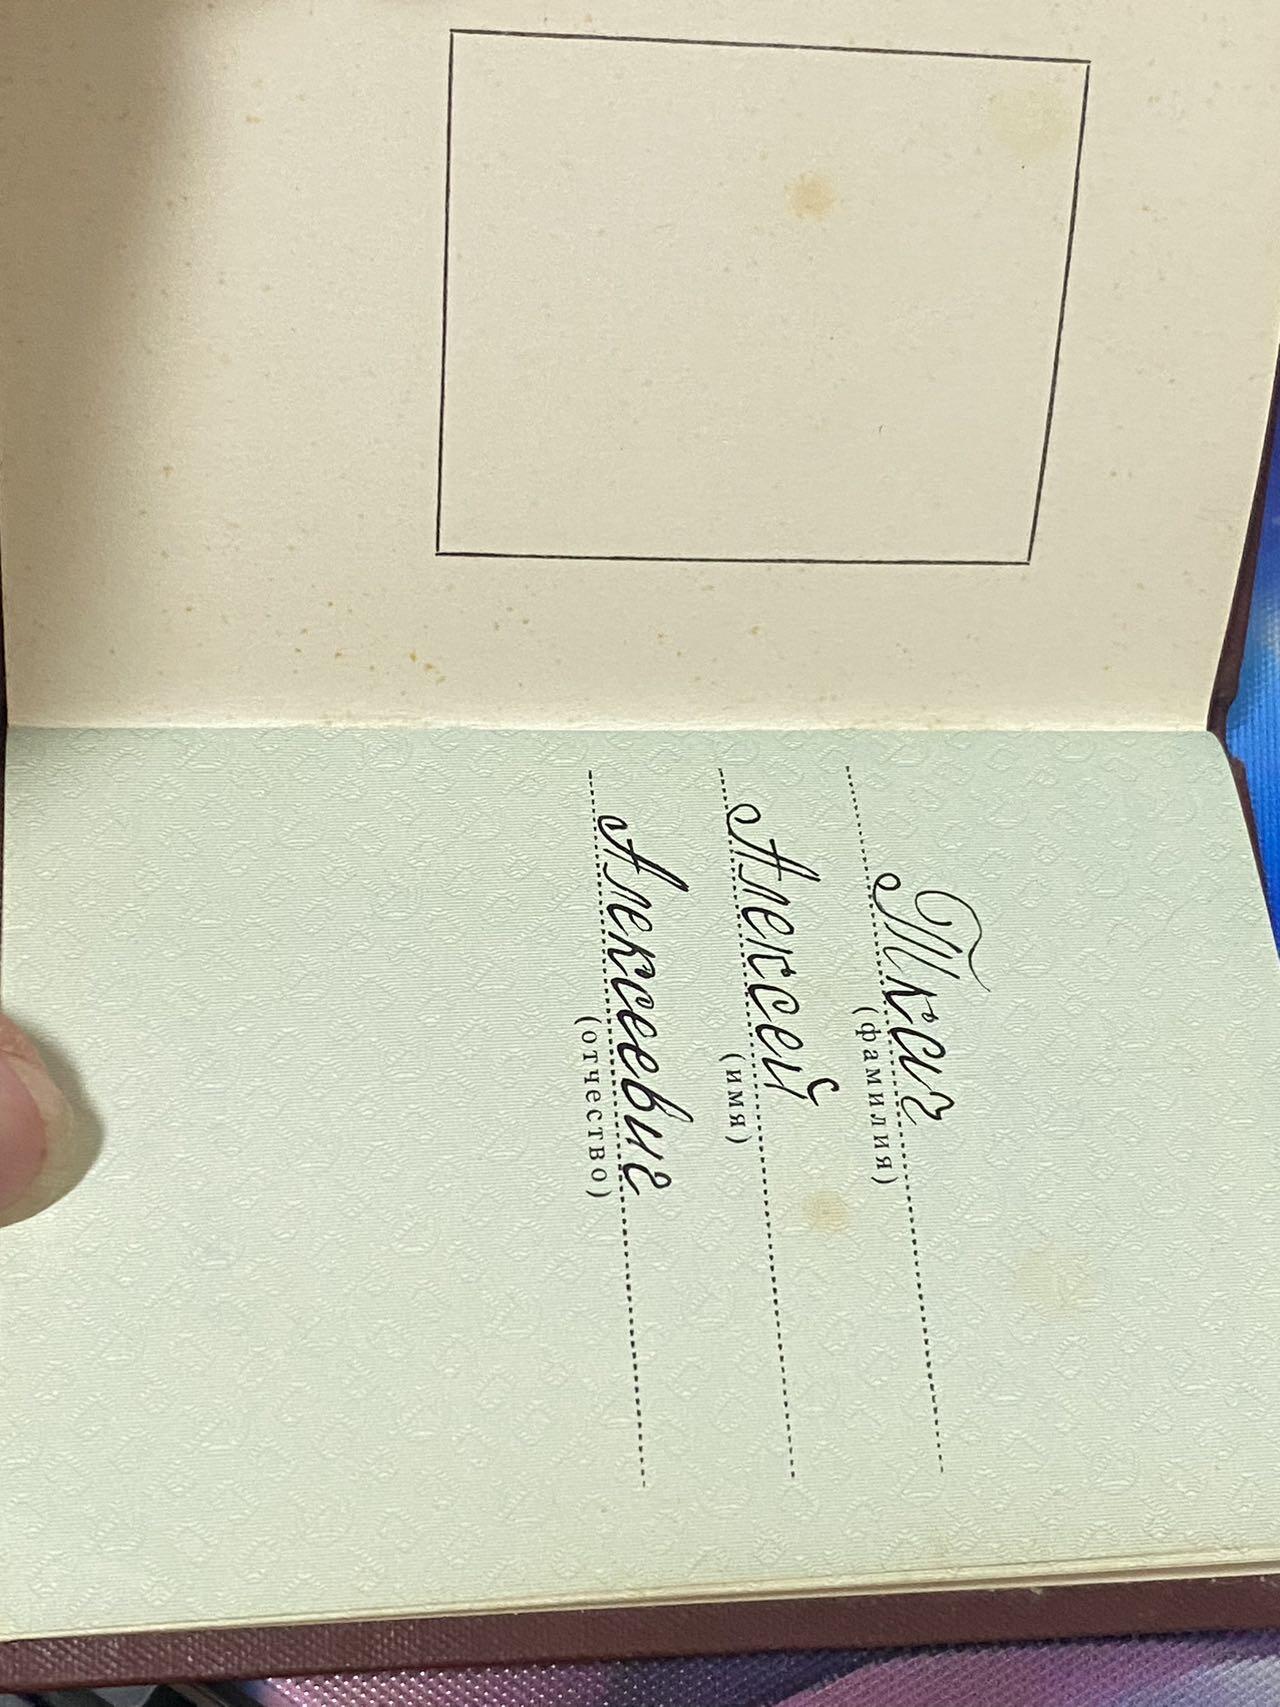 Ткач
(фамилия)
Алексей
(имя)
Алексеевич
(отчество)